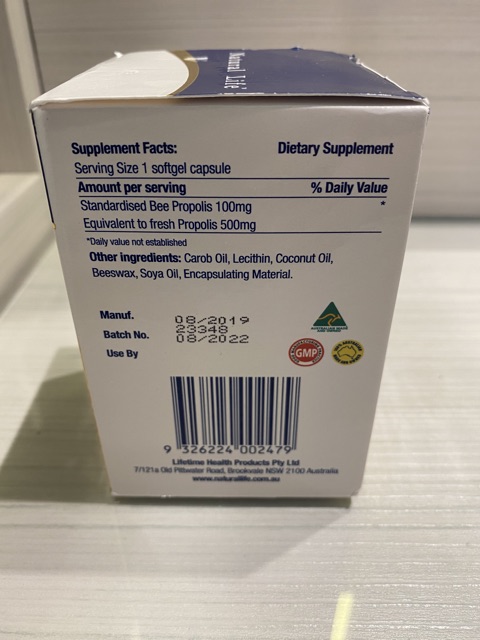 Natural Life
Supplement Facts: Dietary Supplement
Serving Size 1 softgel capsule
Amount per serving % Daily Value
Standardised Bee Propolis 100mg *
Equivalent to fresh Propolis 500mg
*Daily value not established
Other ingredients: Carob Oil, Lecithin, Coconut Oil,
Beeswax, Soya Oil, Encapsulating Material.
Manuf. 08/2019
Batch No. 23348
Use By 08/2022
GMP
9 326224 002479
Lifetime Health Products Pty Ltd
7/121a Old Pittwater Road, Brookvale NSW 2100 Australia
www.naturallife.com.au